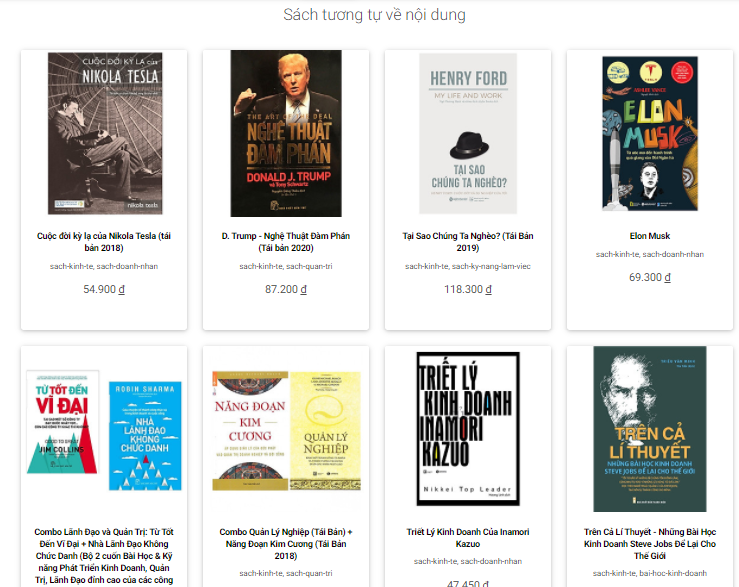 Sách tương tự về nội dung
CUỘC ĐỜI KỲ LẠ của
NIKOLA TESLA
nikola tesla
THE ART OF THE DEAL
NGHỆ THUẬT
ĐÀM PHÁN
DONALD J. TRUMP
và Tony Schwartz
HENRY FORD
MY LIFE AND WORK
TẠI SAO
CHÚNG TA NGHÈO?
TESLA
ASHLEE VANCE
ELON
MUSK
Cuộc đời kỳ lạ của Nikola Tesla (tái
bản 2018)
sach-kinh-te, sach-doanh-nhan
54.900 đ
D. Trump - Nghệ Thuật Đàm Phán
(Tái bản 2020)
sach-kinh-te, sach-quan-tri
87.200 đ
Tại Sao Chúng Ta Nghèo? (Tái Bản
2019)
sach-kinh-te, sach-ky-nang-lam-viec
118.300 đ
Elon Musk
sach-kinh-te, sach-doanh-nhan
69.300 đ
TỪ TỐT ĐẾN
VĨ ĐẠI
GOOD TO GREAT
JIM COLLINS
ROBIN SHARMA
NHÀ
LÃNH ĐẠO
KHÔNG
CHỨC DANH
NĂNG ĐOẠN
KIM
CƯƠNG
QUẢN LÝ
NGHIỆP
TRIẾT LÝ
KINH DOANH
INAMORI
KAZUO
Nikkei Top Leader
TRÊN CẢ
LÍ THUYẾT
NHỮNG BÀI HỌC KINH DOANH
STEVE JOBS ĐỂ LẠI CHO THẾ GIỚI
Combo Lãnh Đạo và Quản Trị: Từ Tốt
Đến Vĩ Đại + Nhà Lãnh Đạo Không
Chức Danh (Bộ 2 cuốn Bài Học & Kỹ
năng Phát Triển Kinh Doanh, Quản
Trị, Lãnh Đạo đỉnh cao của các công
Combo Quản Lý Nghiệp (Tái Bản) +
Năng Đoạn Kim Cương (Tái Bản
2018)
sach-kinh-te, sach-quan-tri
Triết Lý Kinh Doanh Của Inamori
Kazuo
sach-kinh-te, sach-doanh-nhan
47.450 đ
Trên Cả Lí Thuyết - Những Bài Học
Kinh Doanh Steve Jobs Để Lại Cho
Thế Giới
sach-kinh-te, bai-hoc-kinh-doanh